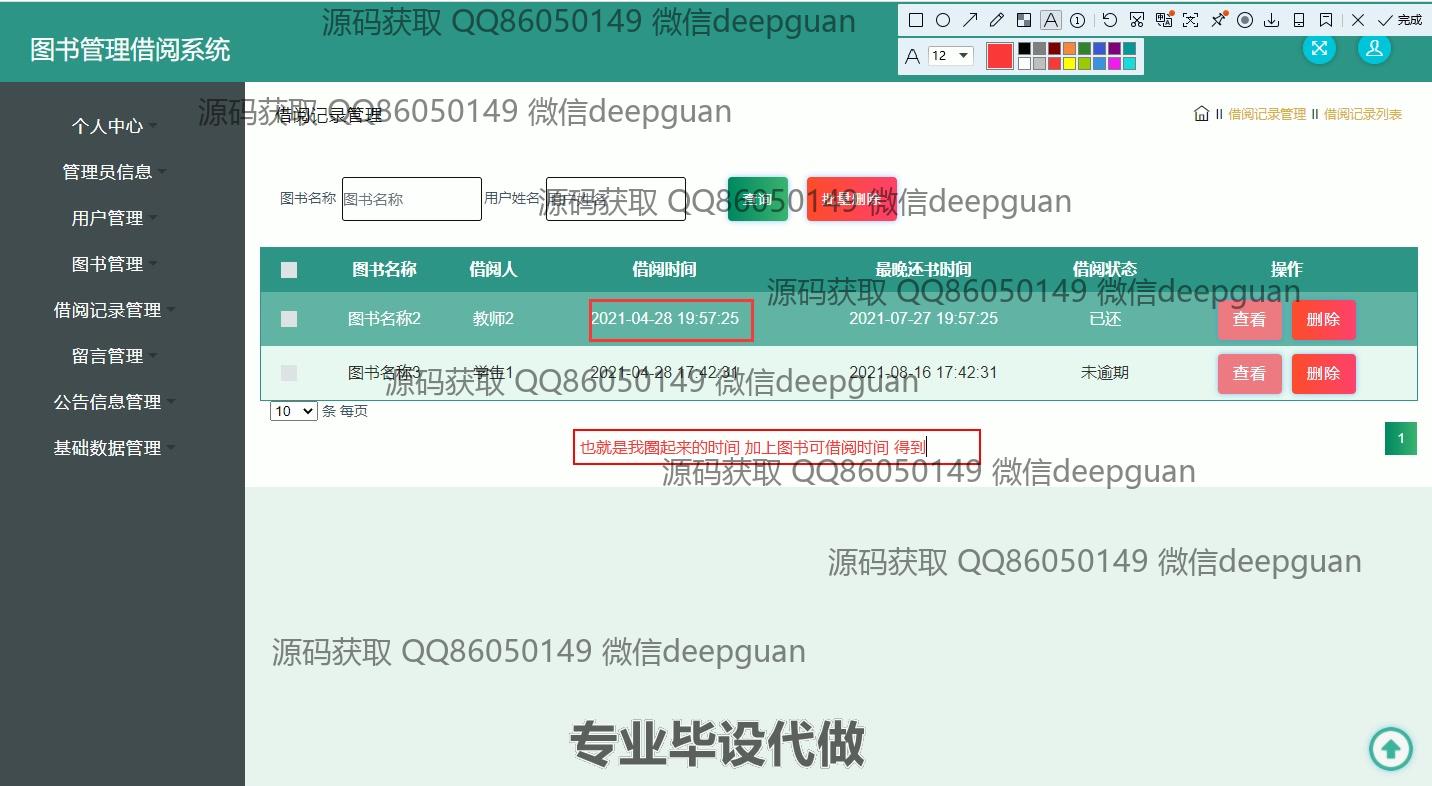 源码获取 QQ86050149 微信deepguan
完成
图书管理借阅系统
A 12
源码获取 QQ86050149 微信deepguan
借阅记录管理
II 借阅记录管理 II 借阅记录列表
个人中心
管理员信息
用户管理
图书管理
借阅记录管理
留言管理
公告信息管理
基础数据管理
图书名称 图书名称 用户姓名 用户姓名 查询 批量删除
源码获取 QQ86050149 微信deepguan
图书名称 借阅人 借阅时间 最晚还书时间 借阅状态 操作
源码获取 QQ86050149 微信deepguan
图书名称2 教师2 2021-04-28 19:57:25 2021-07-27 19:57:25 已还 查看 删除
图书名称3 学生1 2021-04-28 17:42:31 2021-08-16 17:42:31 未逾期 查看 删除
源码获取 QQ86050149 微信deepguan
10 条 每页
1
也就是我圈起来的时间 加上图书可借阅时间 得到
源码获取 QQ86050149 微信deepguan
源码获取 QQ86050149 微信deepguan
源码获取 QQ86050149 微信deepguan
专业毕设代做